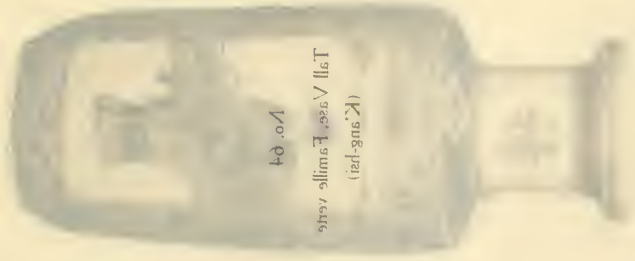 No. 64
Tall Vase, Famille verte
(K'ang-hsi)